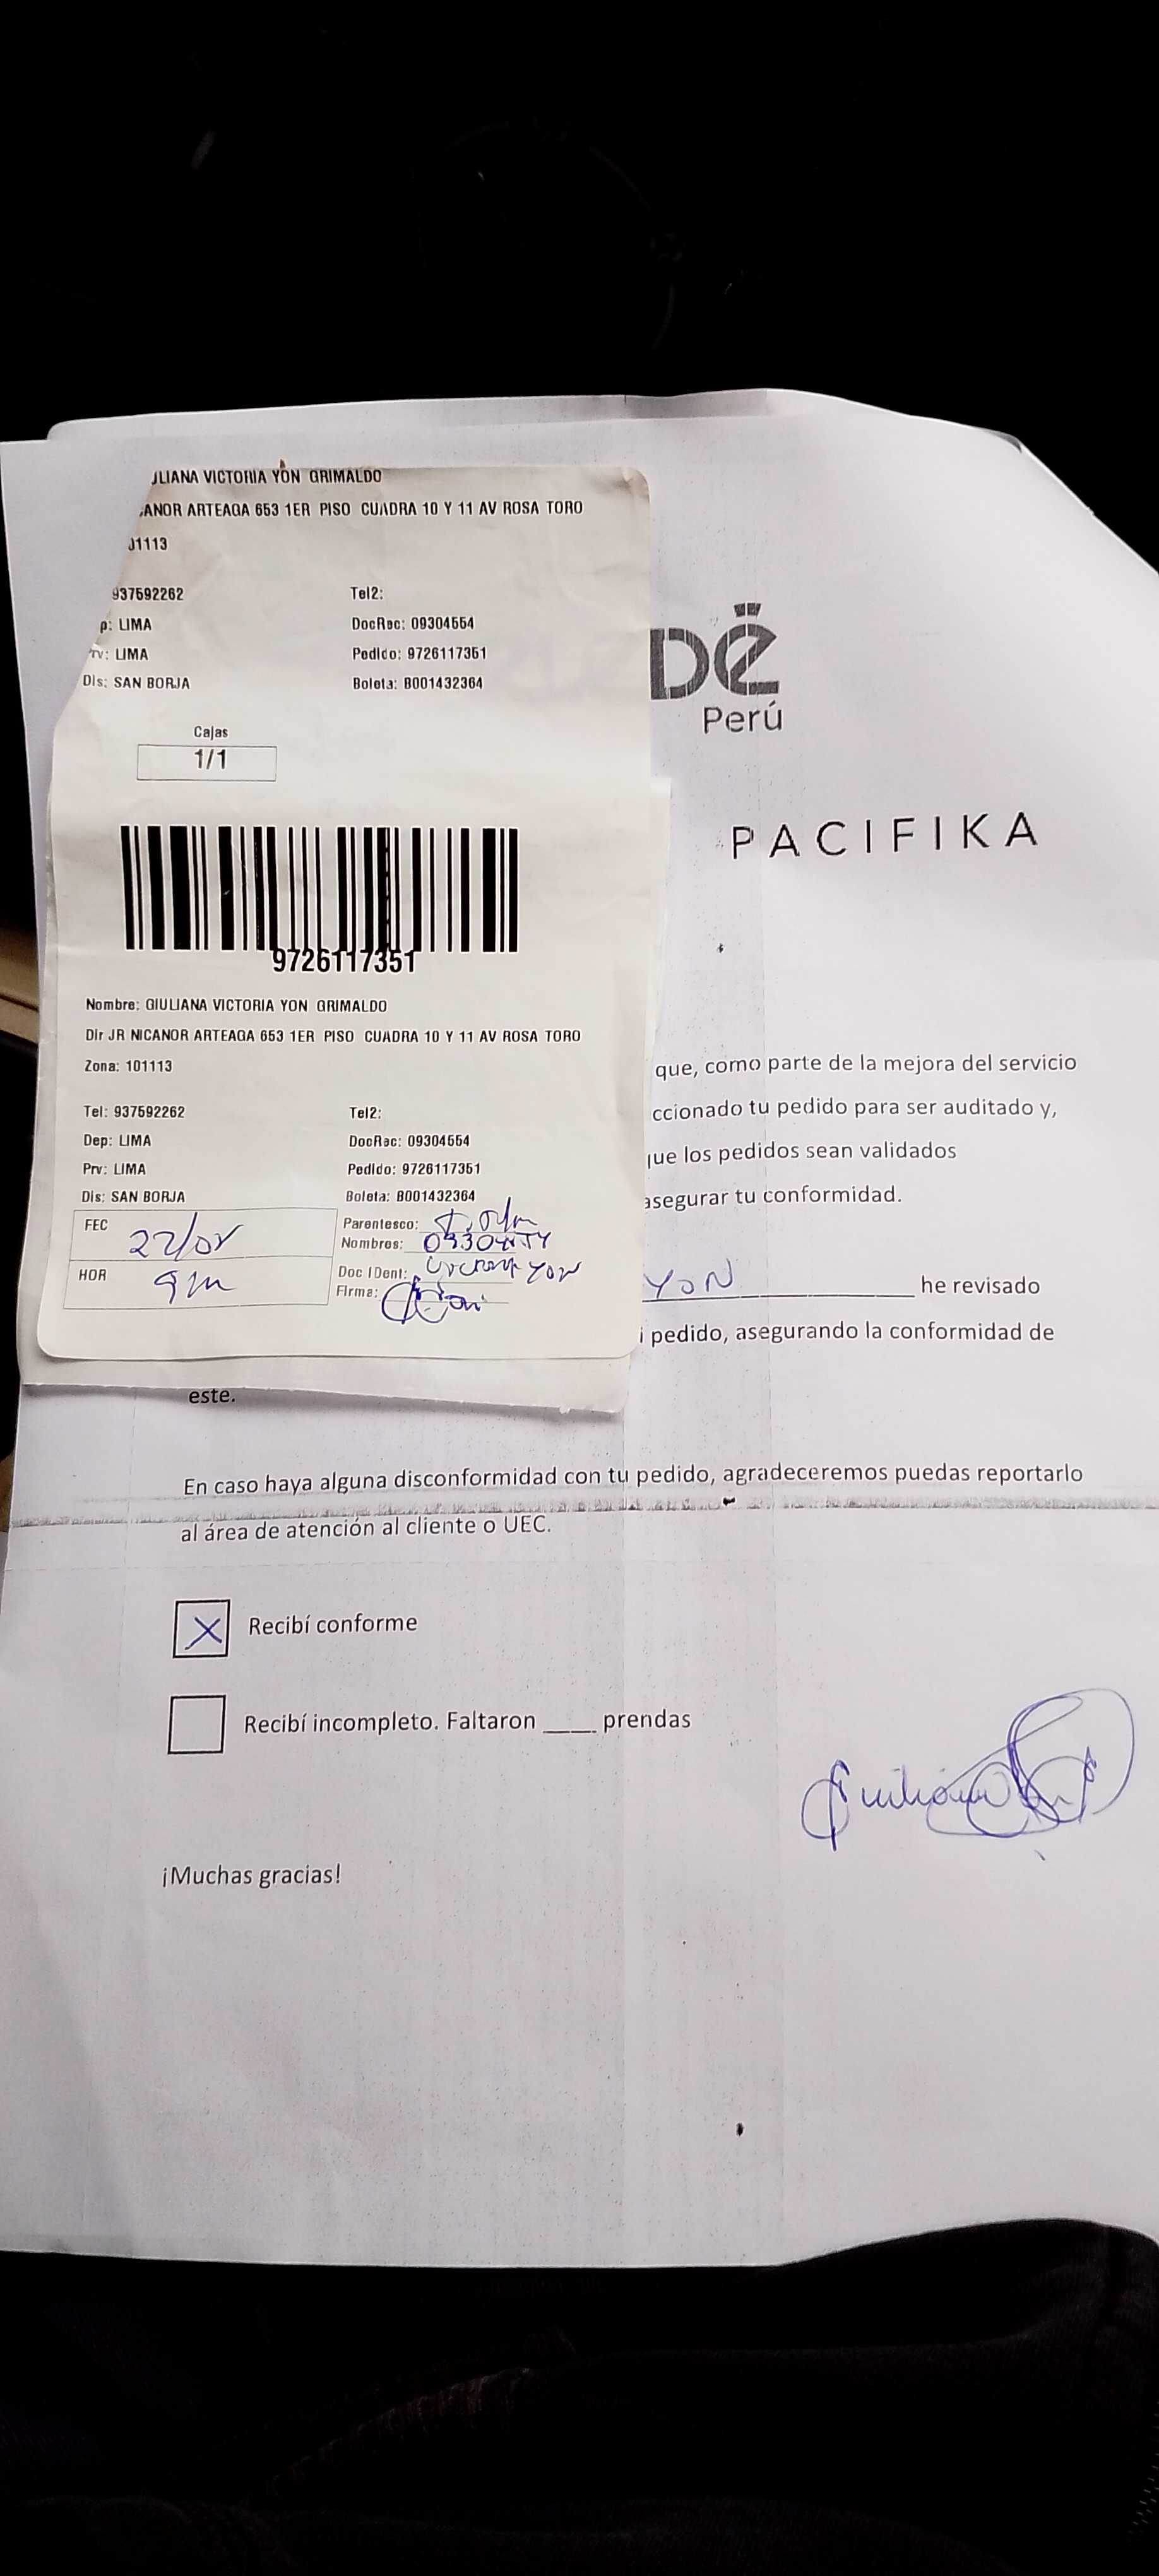 ULIANA VICTORIA YON GRIMALDO
CANOR ARTEAGA 653 1ER PISO CUADRA 10 Y 11 AV ROSA TORO
01113
937592262 Tel2:
p: LIMA DocRec: 09304554
rv: LIMA Pedido: 9726117351
Dis: SAN BORJA Boleta: B001432364
Cajas
1/1
9726117351
Nombre: GIULIANA VICTORIA YON GRIMALDO
Dir JR NICANOR ARTEAGA 653 1ER PISO CUADRA 10 Y 11 AV ROSA TORO
Zona: 101113
Tel: 937592262 Tel2:
Dep: LIMA DocRec: 09304554
Prv: LIMA Pedido: 9726117351
Dis: SAN BORJA Boleta: B001432364
FEC 22/02
HOR 9
Parentesco:
Nombres:
Doc IDent: Yon
Firma:
DE
Perú
PACIFIKA
que, como parte de la mejora del servicio
ccionado tu pedido para ser auditado y,
que los pedidos sean validados
asegurar tu conformidad.
YON he revisado
i pedido, asegurando la conformidad de
este.
En caso haya alguna disconformidad con tu pedido, agradeceremos puedas reportarlo
al área de atención al cliente o UEC.
X Recibí conforme
Recibí incompleto. Faltaron ____ prendas
¡Muchas gracias!